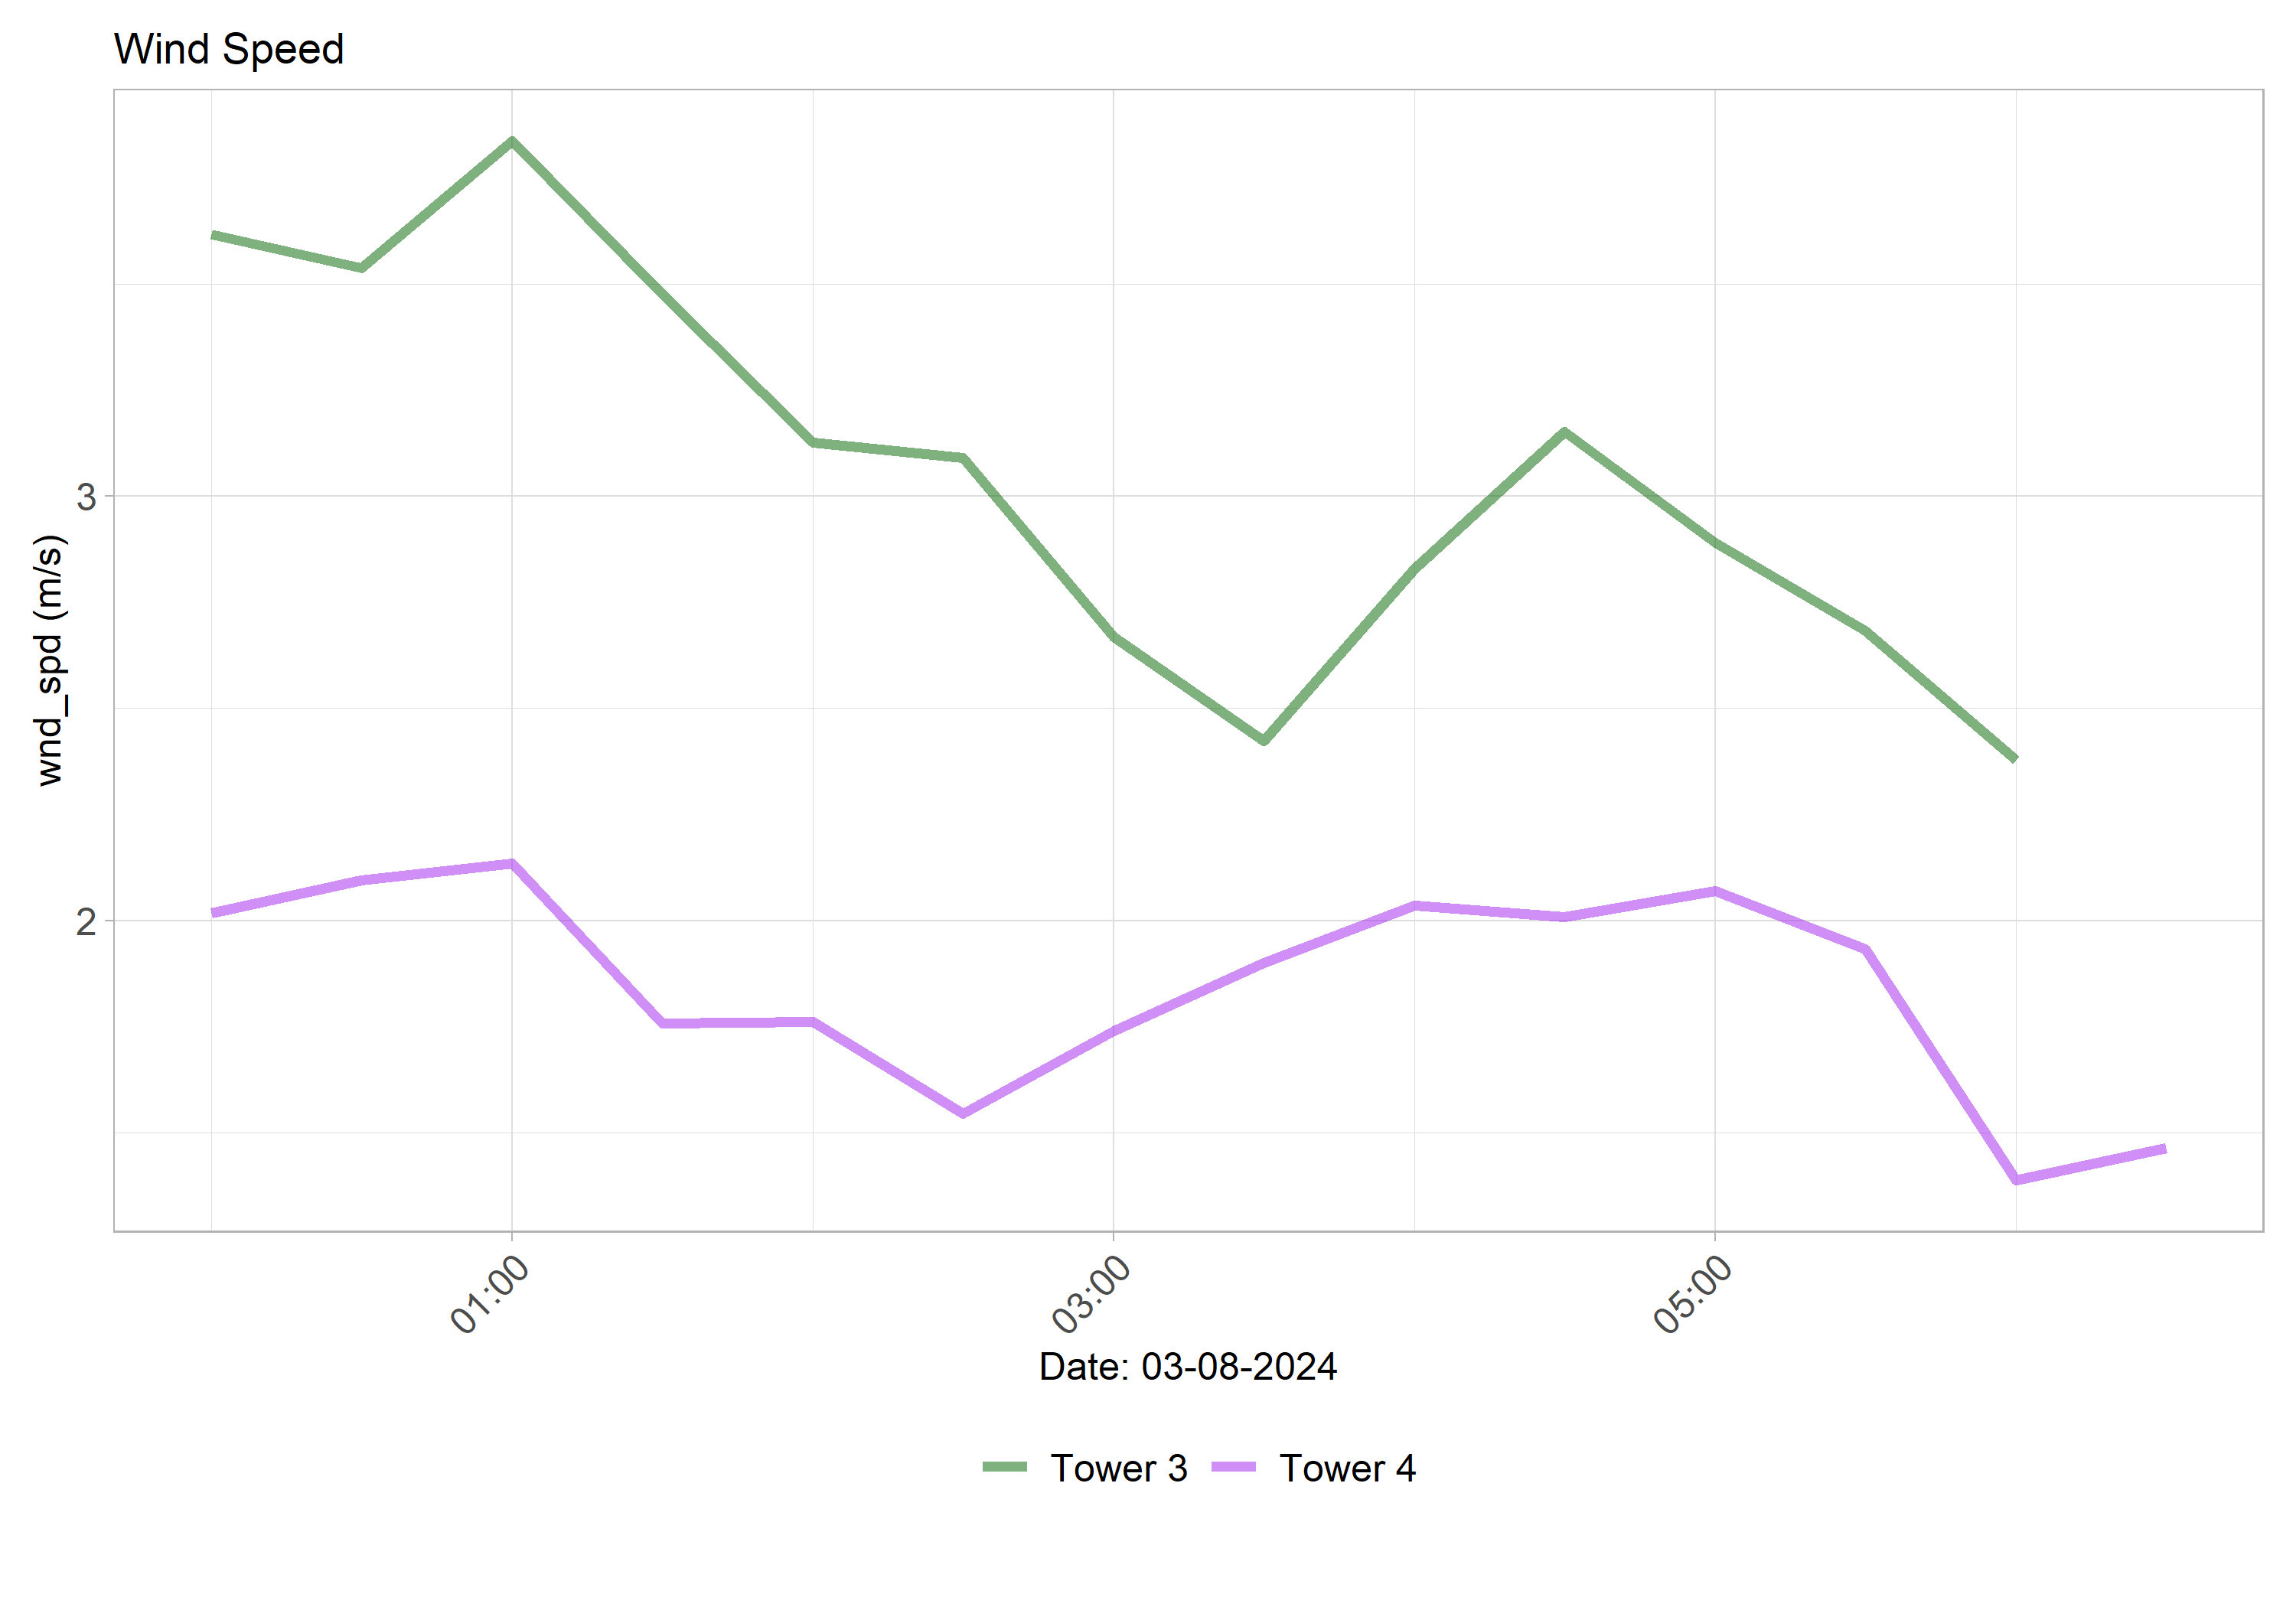 Wind Speed
wnd_spd (m/s)
3
2
01:00
03:00
05:00
Date: 03-08-2024
Tower 3
Tower 4